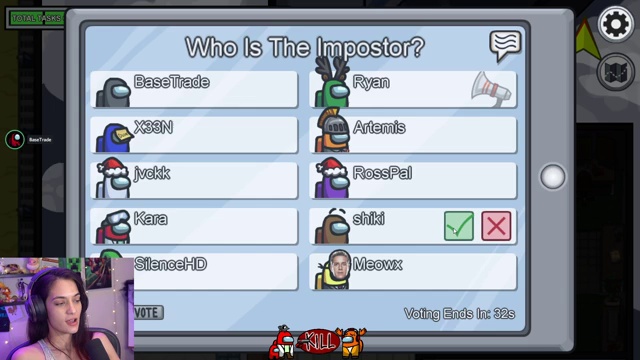 TOTAL TASKS
Who Is The Impostor?
BaseTrade
Ryan
X33N
Artemis
BaseTrade
jvckk
RossPal
Kara
shiki
SilenceHD
Meowx
VOTE
Voting Ends In: 32s
KILL